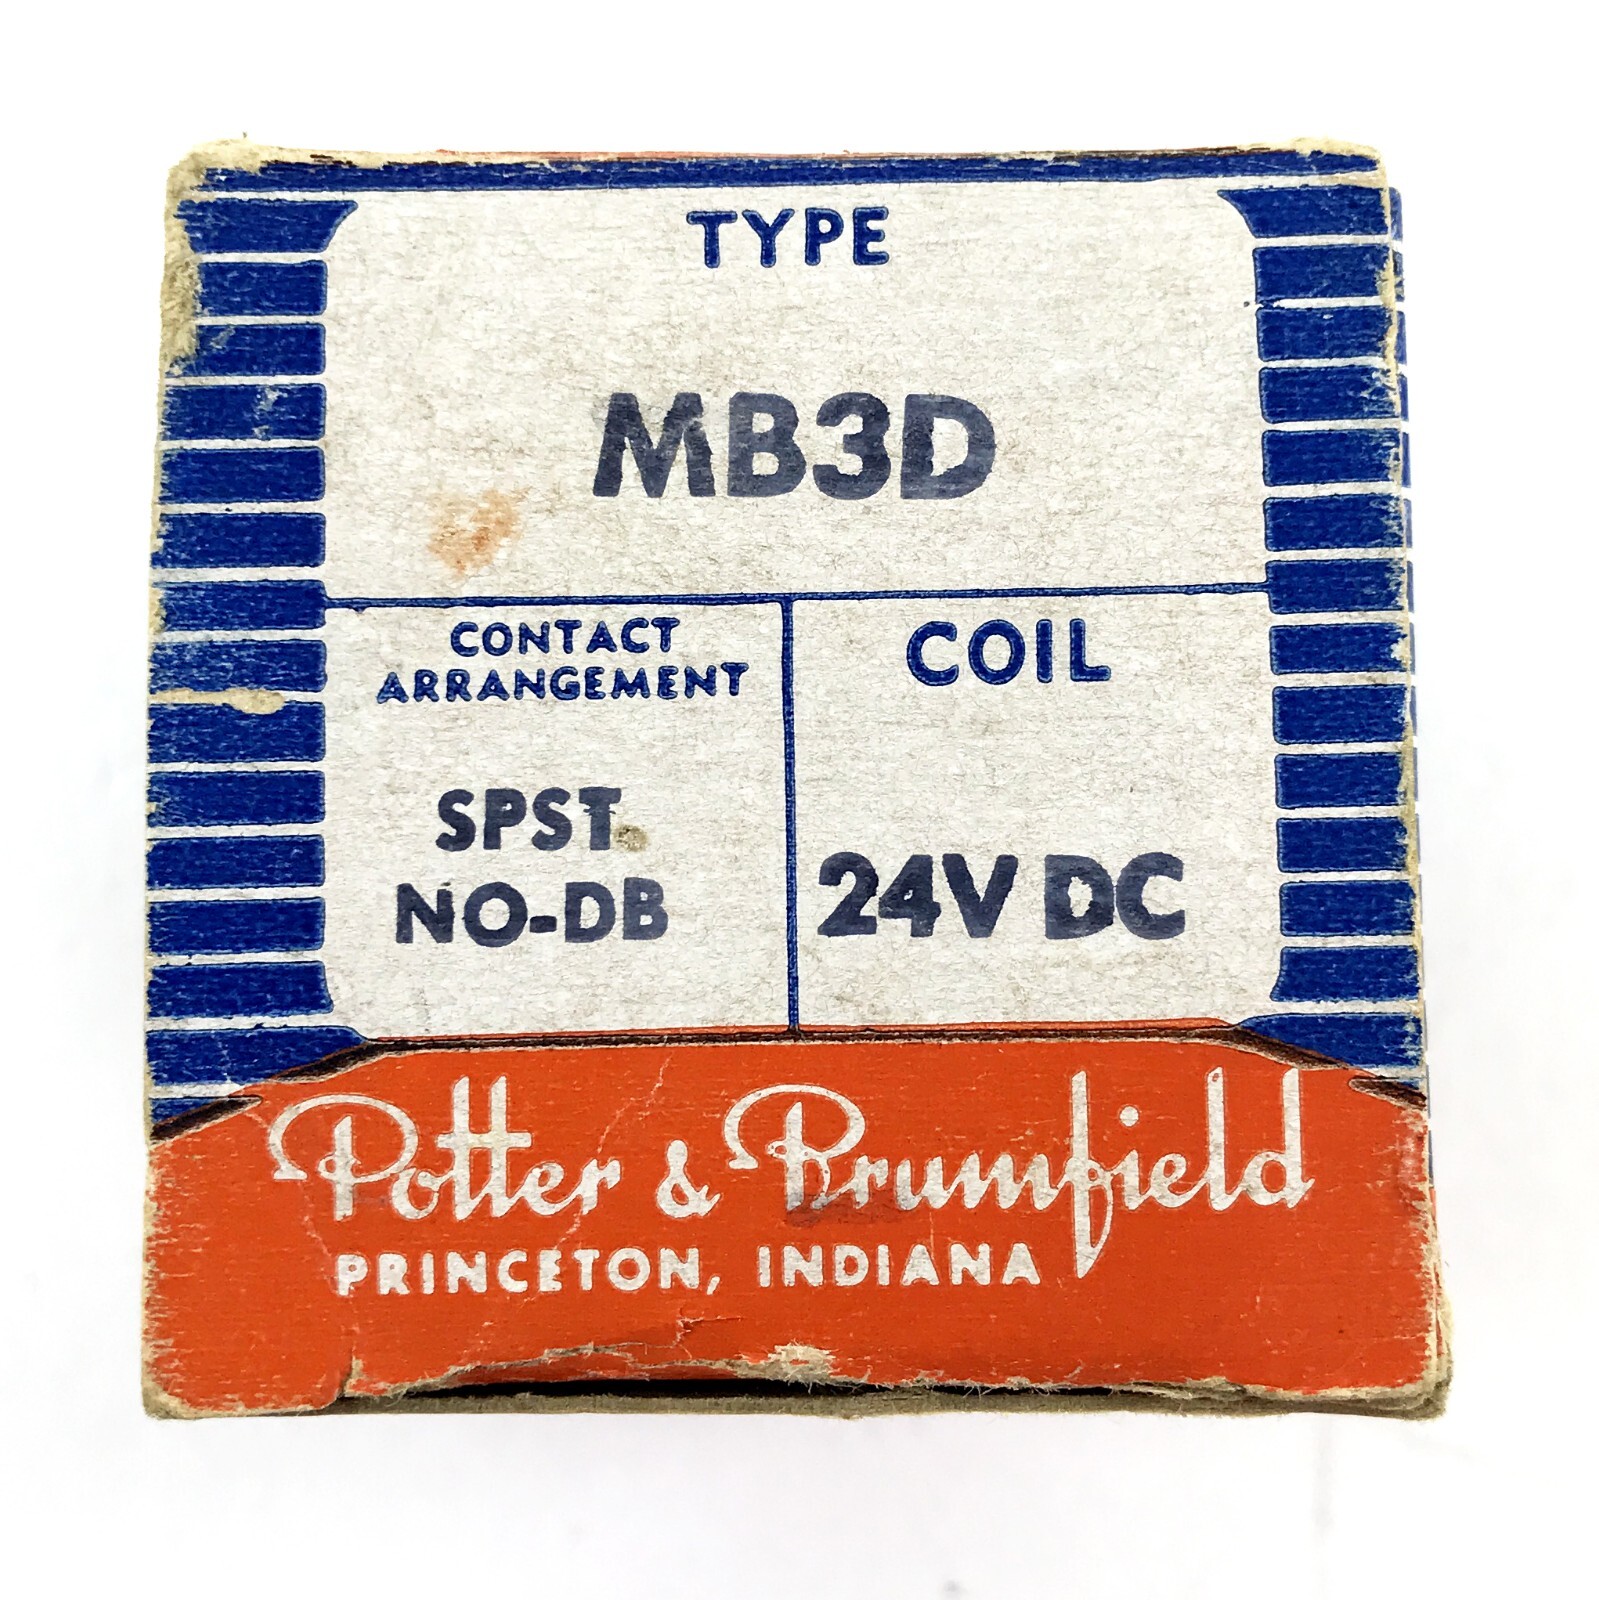 TYPE
MB3D
CONTACT
ARRANGEMENT
SPST
NO-DB
COIL
24V DC
Potter & Brumfield
PRINCETON, INDIANA